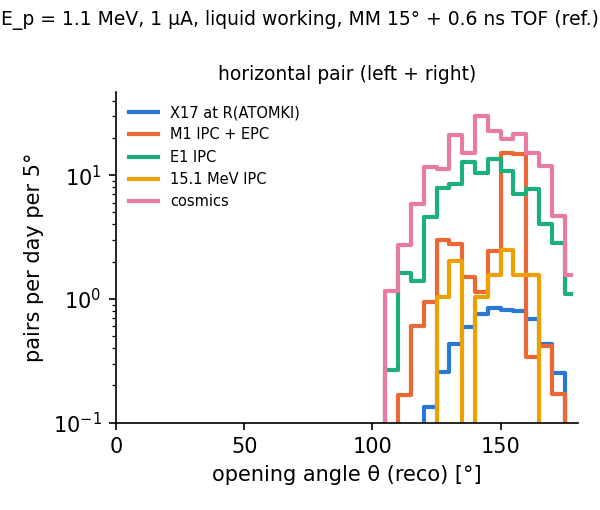 E_p = 1.1 MeV, 1 μA, liquid working, MM 15° + 0.6 ns TOF (ref.)
horizontal pair (left + right)
X17 at R(ATOMKI)
M1 IPC + EPC
E1 IPC
15.1 MeV IPC
cosmics
pairs per day per 5°
10¹
10⁰
10⁻¹
0 50 100 150
opening angle θ (reco) [°]